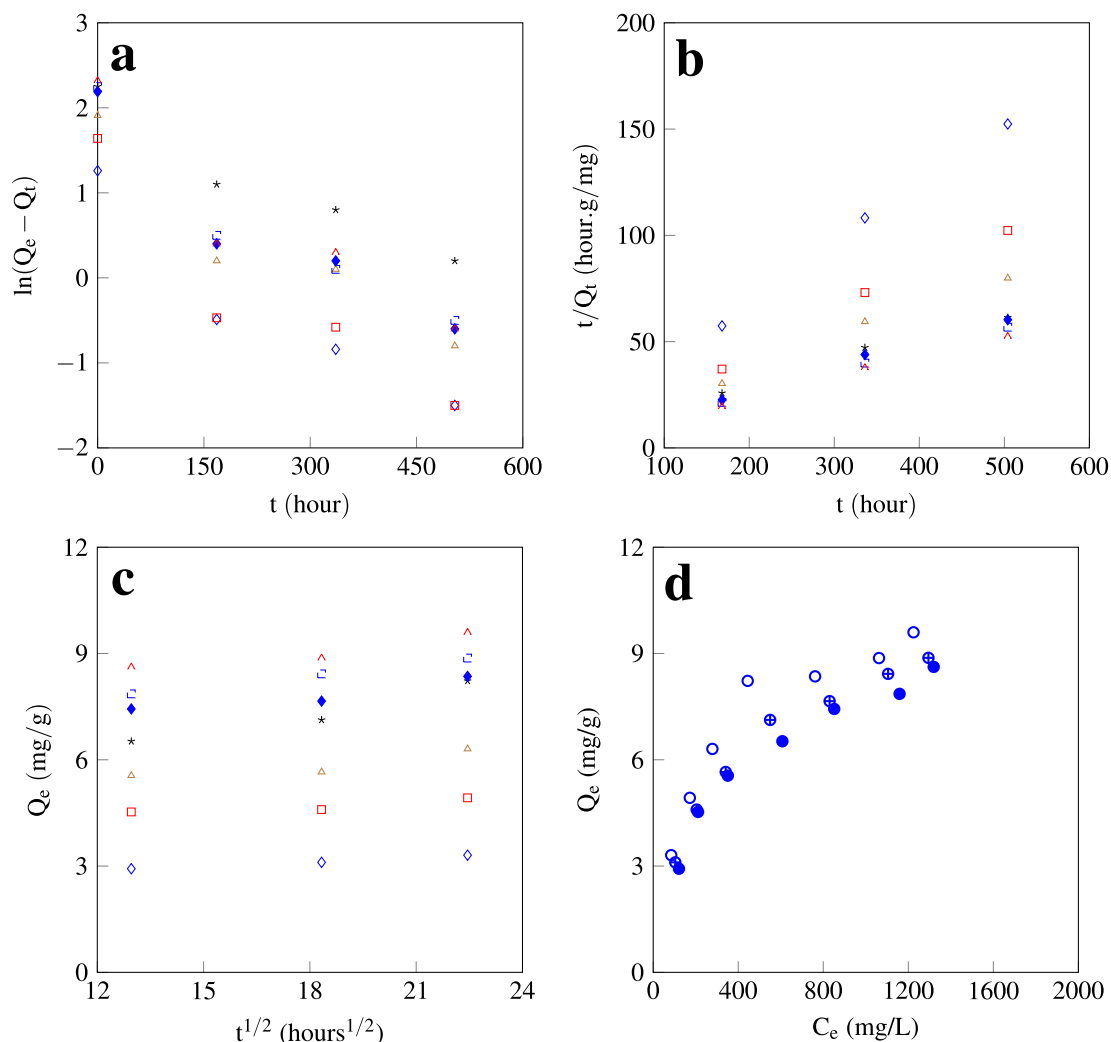 a
3
2
1
0
−1
−2
0 150 300 450 600
ln(Qₑ − Qₜ)
t (hour)
b
200
150
100
50
0
100 200 300 400 500 600
t/Qₜ (hour.g/mg)
t (hour)
c
12
9
6
3
0
12 15 18 21 24
Qₑ (mg/g)
t¹/² (hours¹/²)
d
12
9
6
3
0
0 400 800 1200 1600 2000
Qₑ (mg/g)
Cₑ (mg/L)